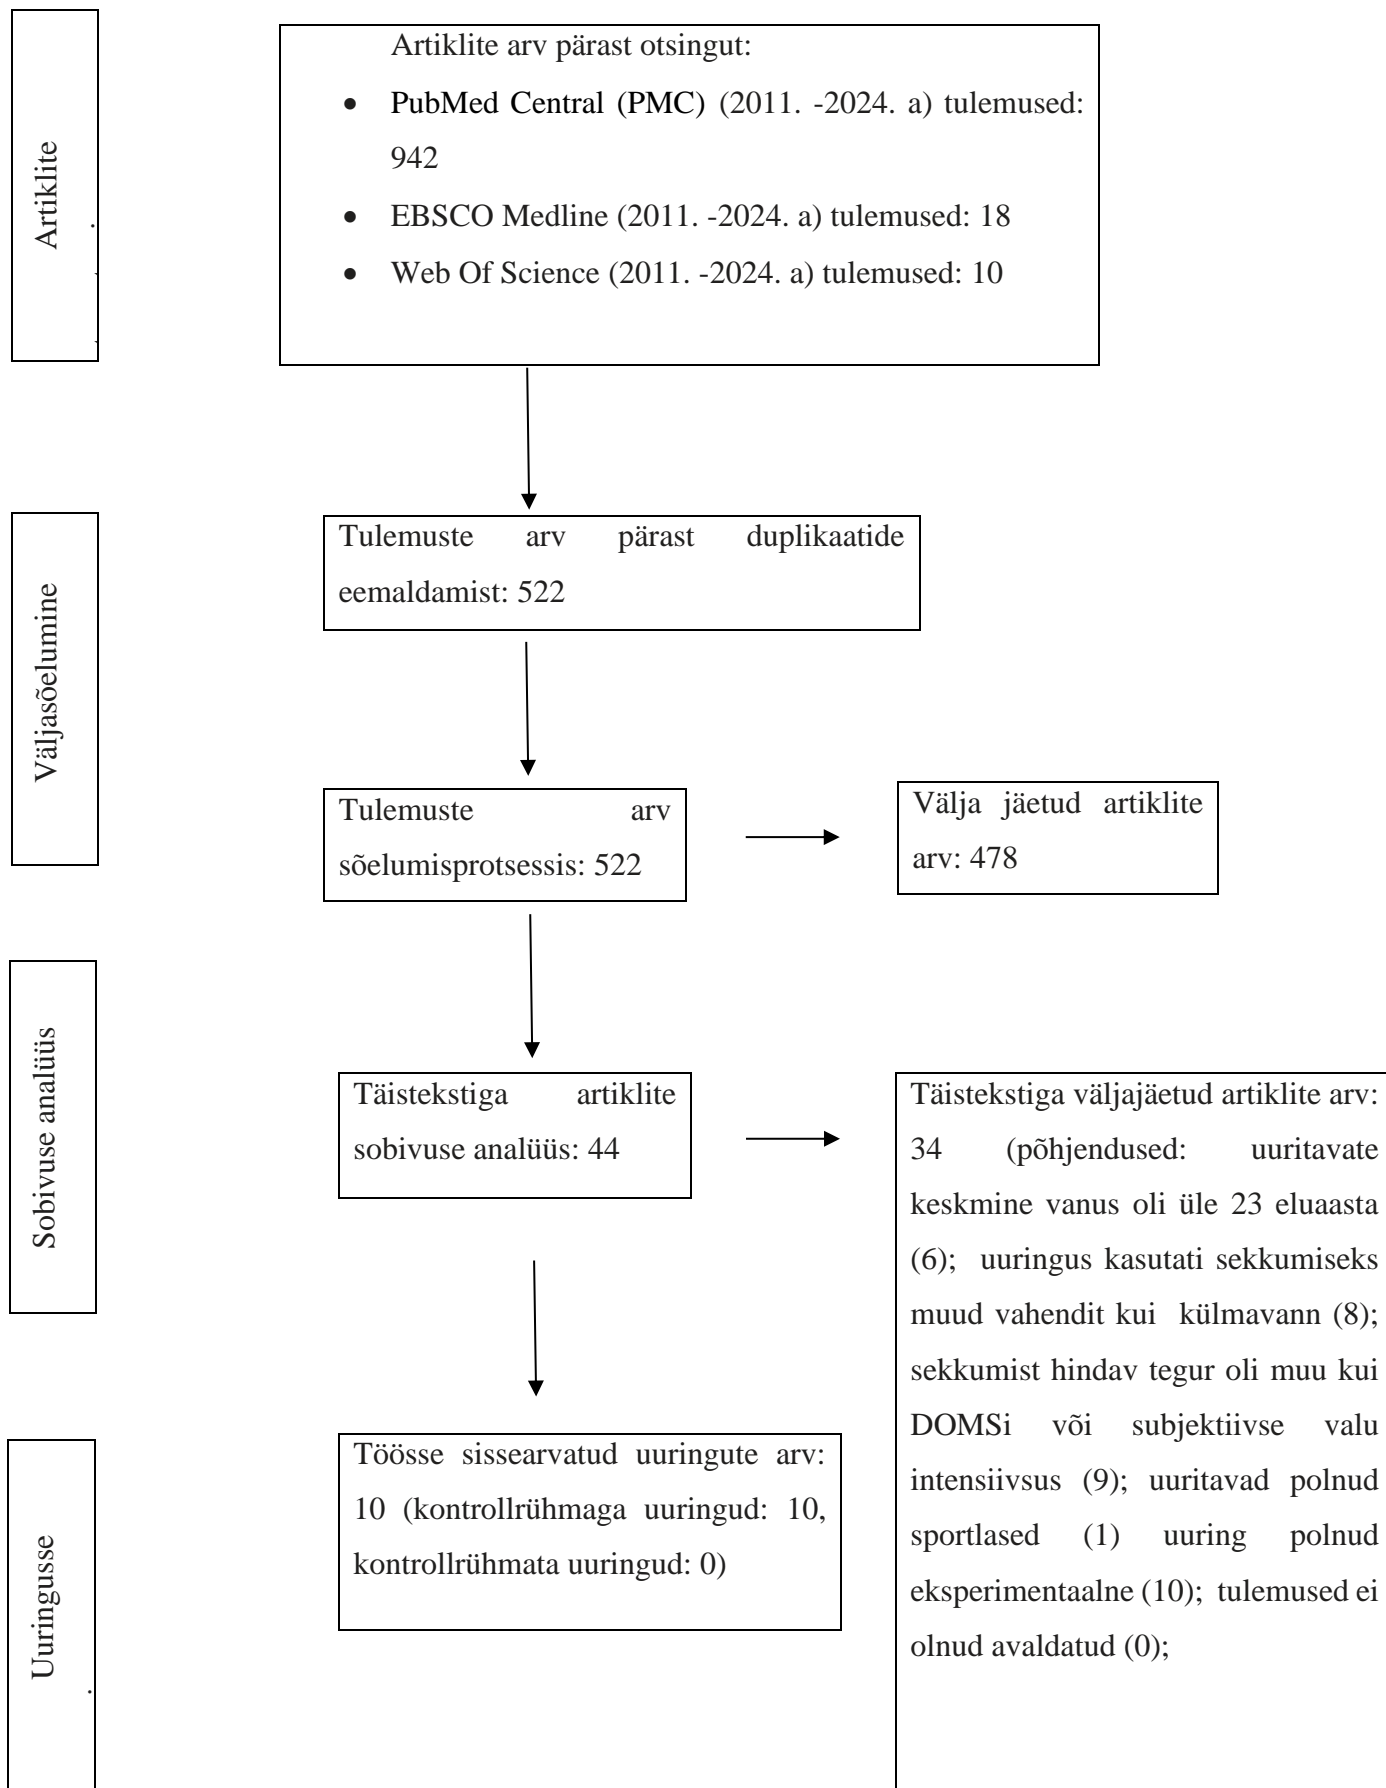 Artiklite
Artiklite arv pärast otsingut:
• PubMed Central (PMC) (2011. -2024. a) tulemused:
942
• EBSCO Medline (2011. -2024. a) tulemused: 18
• Web Of Science (2011. -2024. a) tulemused: 10
Väljasõelumine
Tulemuste arv pärast duplikaatide
eemaldamist: 522
Tulemuste arv
sõelumisprotsessis: 522
Välja jäetud artiklite
arv: 478
Sobivuse analüüs
Täistekstiga artiklite
sobivuse analüüs: 44
Täistekstiga väljajäetud artiklite arv:
34 (põhjendused: uuritavate
keskmine vanus oli üle 23 eluaasta
(6); uuringus kasutati sekkumiseks
muud vahendit kui külmavann (8);
sekkumist hindav tegur oli muu kui
DOMSi või subjektiivse valu
intensiivsus (9); uuritavad polnud
sportlased (1) uuring polnud
eksperimentaalne (10); tulemused ei
olnud avaldatud (0);
Uuringusse
Töösse sissearvatud uuringute arv:
10 (kontrollrühmaga uuringud: 10,
kontrollrühmata uuringud: 0)